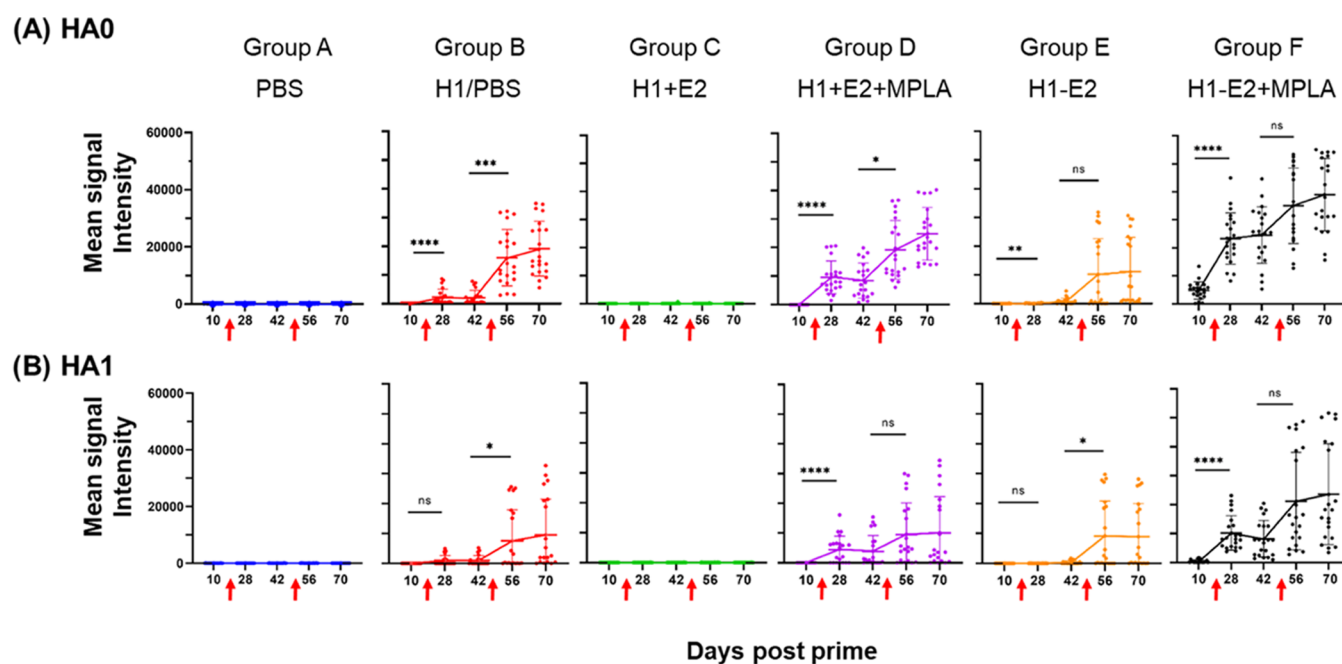 (A) HA0
Group A Group B Group C Group D Group E Group F
PBS H1/PBS H1+E2 H1+E2+MPLA H1-E2 H1-E2+MPLA
Mean signal
Intensity
60000
40000
20000
0
**** ***
**** *
** ns
**** ns
10 28 42 56 70 10 28 42 56 70 10 28 42 56 70 10 28 42 56 70 10 28 42 56 70 10 28 42 56 70
(B) HA1
Mean signal
Intensity
60000
40000
20000
0
ns *
**** ns
ns *
**** ns
10 28 42 56 70 10 28 42 56 70 10 28 42 56 70 10 28 42 56 70 10 28 42 56 70 10 28 42 56 70
Days post prime